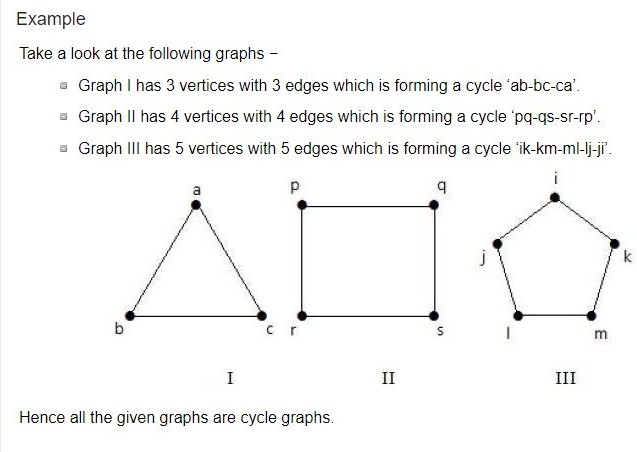 Example
Take a look at the following graphs −
Graph I has 3 vertices with 3 edges which is forming a cycle ‘ab-bc-ca’.
Graph II has 4 vertices with 4 edges which is forming a cycle ‘pq-qs-sr-rp’.
Graph III has 5 vertices with 5 edges which is forming a cycle ‘ik-km-ml-lj-ji’.
a p q i
j k
b c r s l m
I II III
Hence all the given graphs are cycle graphs.